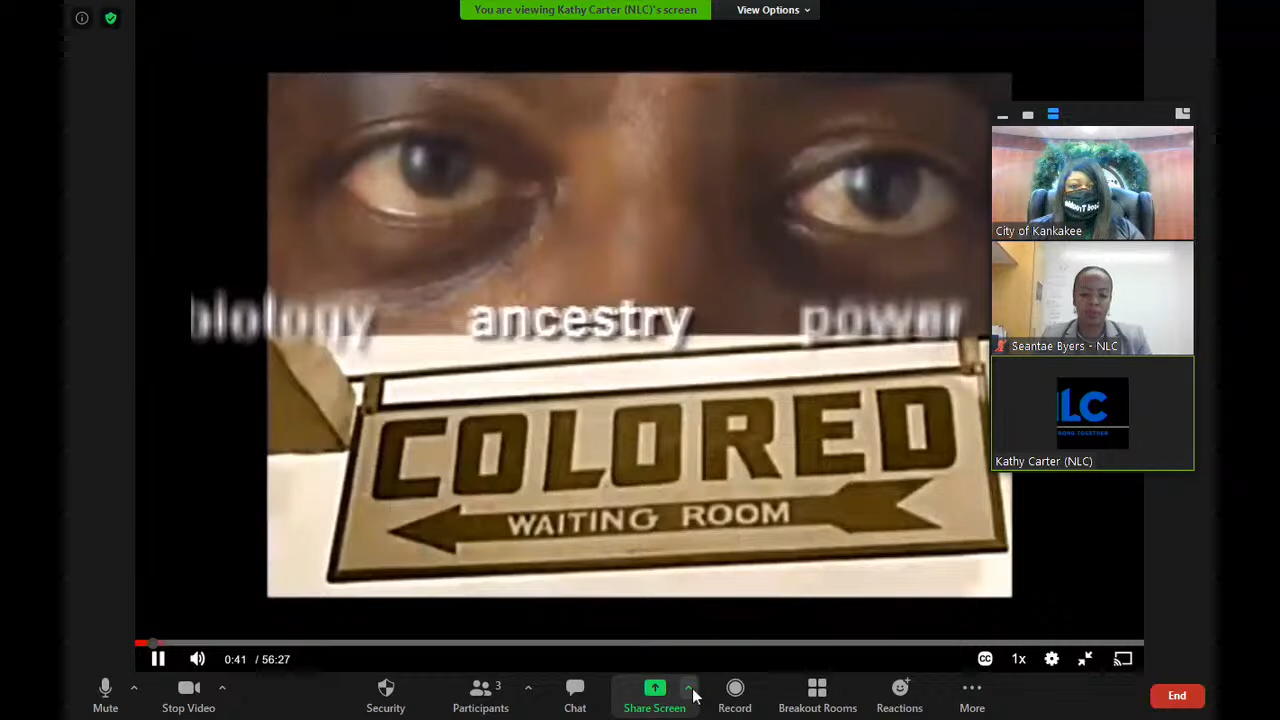 You are viewing Kathy Carter (NLC)'s screen
View Options
City of Kankakee
biology ancestry power
Seantae Byers - NLC
COLORED
WAITING ROOM
NLC
Kathy Carter (NLC)
0:41 / 56:27
CC
1x
3
Mute
Stop Video
Security
Participants
Chat
Share Screen
Record
Breakout Rooms
Reactions
More
End